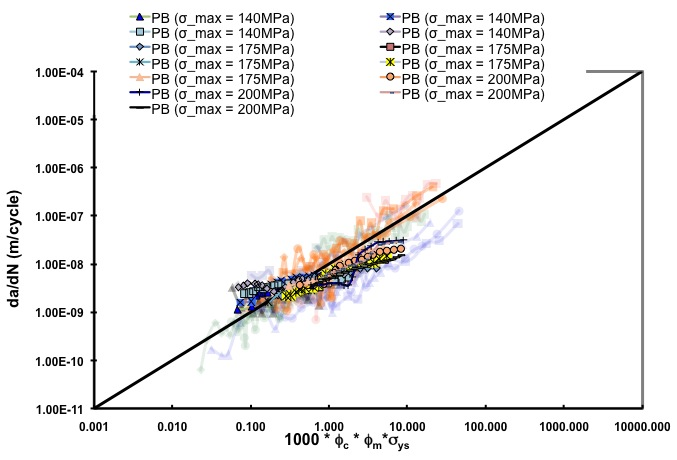 PB (σ_max = 140MPa) PB (σ_max = 140MPa)
PB (σ_max = 140MPa) PB (σ_max = 140MPa)
PB (σ_max = 175MPa) PB (σ_max = 175MPa)
PB (σ_max = 175MPa) PB (σ_max = 175MPa)
PB (σ_max = 175MPa) PB (σ_max = 200MPa)
PB (σ_max = 200MPa) PB (σ_max = 200MPa)
PB (σ_max = 200MPa)
1.00E-04
1.00E-05
1.00E-06
1.00E-07
1.00E-08
1.00E-09
1.00E-10
1.00E-11
da/dN (m/cycle)
0.001 0.010 0.100 1.000 10.000 100.000 1000.000 10000.000
1000 * ϕc * ϕm*σys